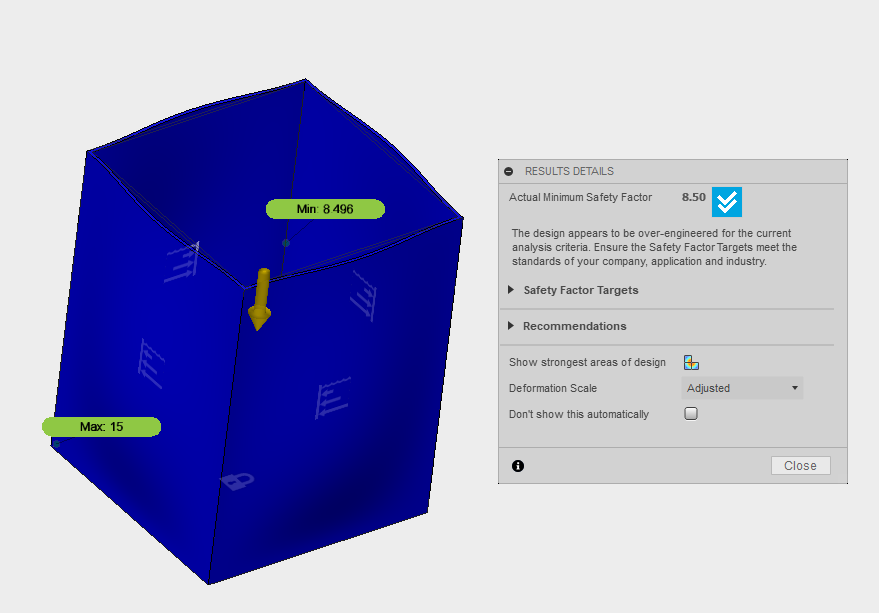 RESULTS DETAILS
Actual Minimum Safety Factor 8.50
The design appears to be over-engineered for the current
analysis criteria. Ensure the Safety Factor Targets meet the
standards of your company, application and industry.
Safety Factor Targets
Recommendations
Show strongest areas of design
Deformation Scale Adjusted
Don't show this automatically
Close
Min: 8.496
Max: 15